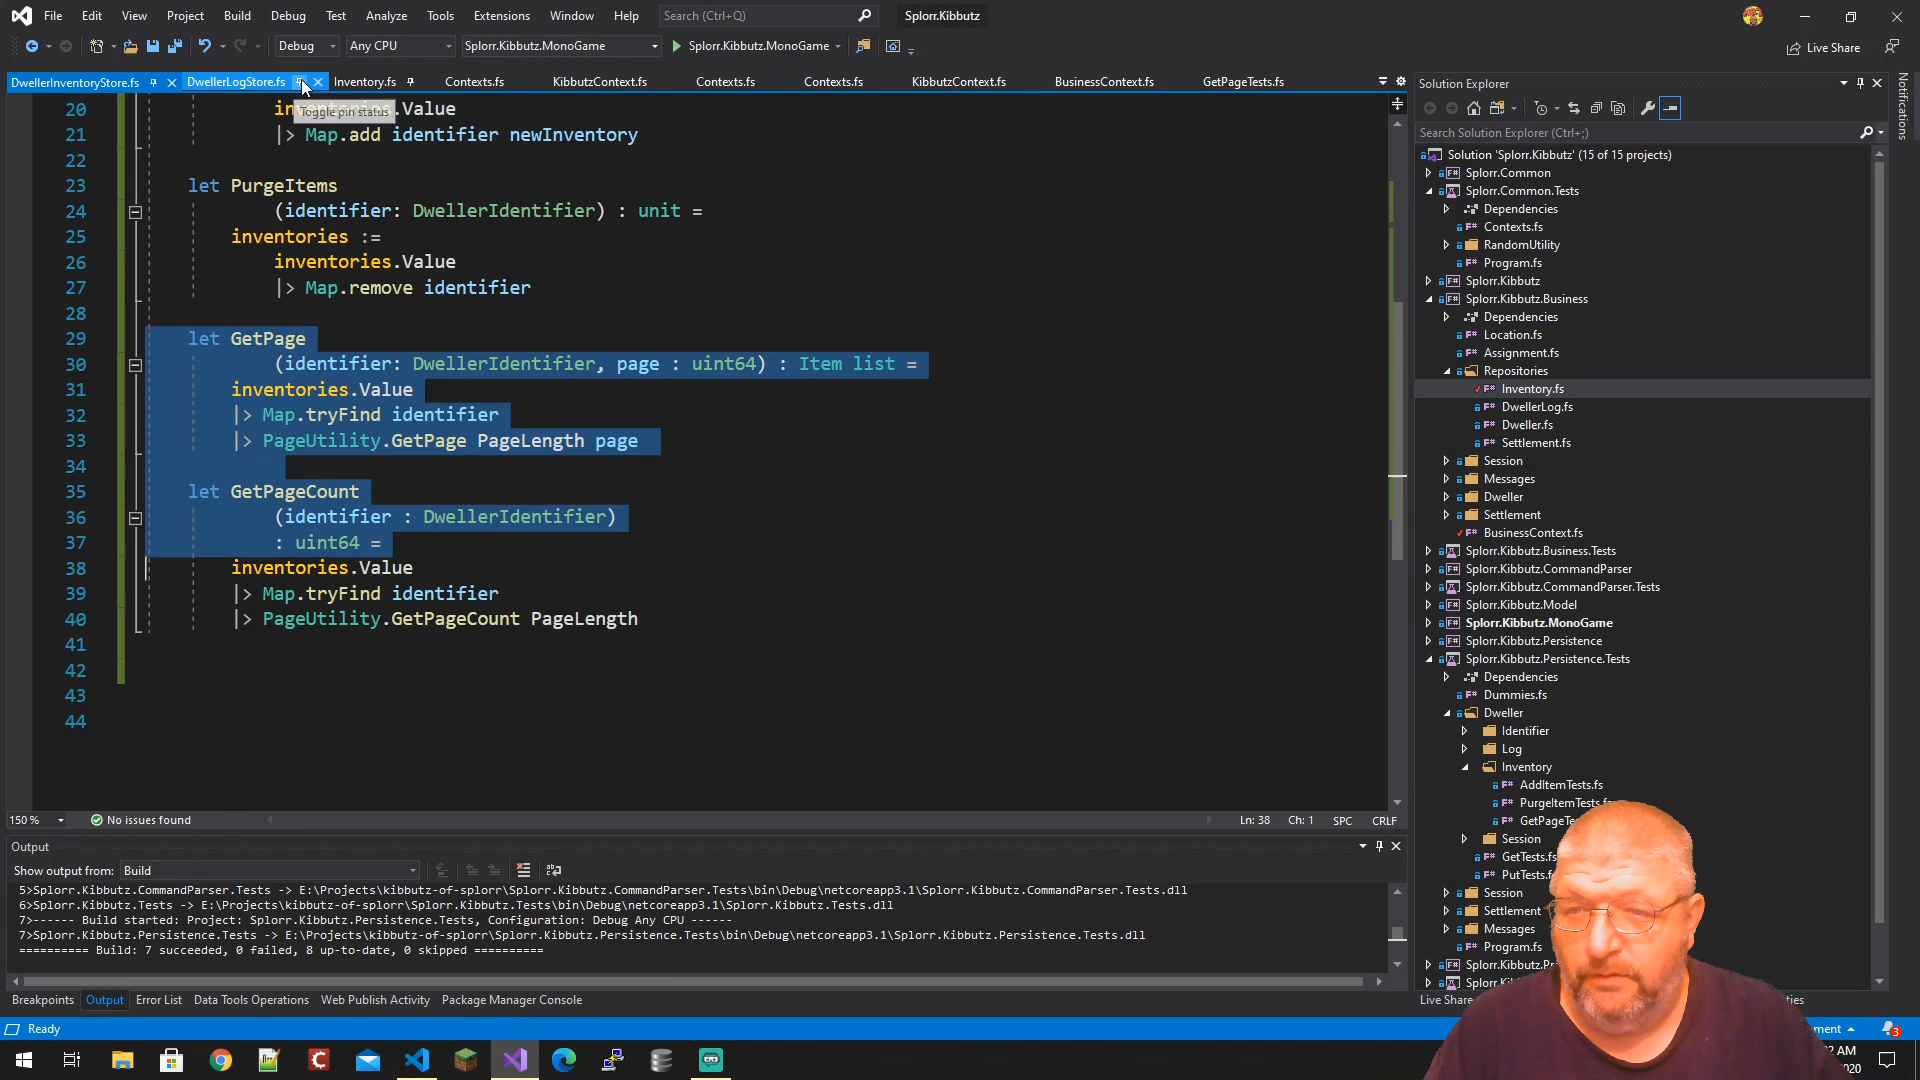 File Edit View Project Build Debug Test Analyze Tools Extensions Window Help Search (Ctrl+Q) Splorr.Kibbutz
Debug Any CPU Splorr.Kibbutz.MonoGame Splorr.Kibbutz.MonoGame Live Share
DwellerInventoryStore.fs DwellerLogStore.fs Inventory.fs Contexts.fs KibbutzContext.fs Contexts.fs Contexts.fs KibbutzContext.fs BusinessContext.fs GetPageTests.fs
Toggle pin status
20 inventories.Value
21 |> Map.add identifier newInventory
22
23 let PurgeItems
24 (identifier: DwellerIdentifier) : unit =
25 inventories :=
26 inventories.Value
27 |> Map.remove identifier
28
29 let GetPage
30 (identifier: DwellerIdentifier, page : uint64) : Item list =
31 inventories.Value
32 |> Map.tryFind identifier
33 |> PageUtility.GetPage PageLength page
34
35 let GetPageCount
36 (identifier : DwellerIdentifier)
37 : uint64 =
38 inventories.Value
39 |> Map.tryFind identifier
40 |> PageUtility.GetPageCount PageLength
41
42
43
44
150 % No issues found Ln: 38 Ch: 1 SPC CRLF
Output
Show output from: Build
5>Splorr.Kibbutz.CommandParser.Tests -> E:\Projects\kibbutz-of-splorr\Splorr.Kibbutz.CommandParser.Tests\bin\Debug\netcoreapp3.1\Splorr.Kibbutz.CommandParser.Tests.dll
6>Splorr.Kibbutz.Tests -> E:\Projects\kibbutz-of-splorr\Splorr.Kibbutz.Tests\bin\Debug\netcoreapp3.1\Splorr.Kibbutz.Tests.dll
7>------ Build started: Project: Splorr.Kibbutz.Persistence.Tests, Configuration: Debug Any CPU ------
7>Splorr.Kibbutz.Persistence.Tests -> E:\Projects\kibbutz-of-splorr\Splorr.Kibbutz.Persistence.Tests\bin\Debug\netcoreapp3.1\Splorr.Kibbutz.Persistence.Tests.dll
========== Build: 7 succeeded, 0 failed, 8 up-to-date, 0 skipped ==========
Breakpoints Output Error List Data Tools Operations Web Publish Activity Package Manager Console
Solution Explorer
Search Solution Explorer (Ctrl+;)
Solution 'Splorr.Kibbutz' (15 of 15 projects)
Splorr.Common
Splorr.Common.Tests
Dependencies
Contexts.fs
RandomUtility
Program.fs
Splorr.Kibbutz
Splorr.Kibbutz.Business
Dependencies
Location.fs
Assignment.fs
Repositories
Inventory.fs
DwellerLog.fs
Dweller.fs
Settlement.fs
Session
Messages
Dweller
Settlement
BusinessContext.fs
Splorr.Kibbutz.Business.Tests
Splorr.Kibbutz.CommandParser
Splorr.Kibbutz.CommandParser.Tests
Splorr.Kibbutz.Model
Splorr.Kibbutz.MonoGame
Splorr.Kibbutz.Persistence
Splorr.Kibbutz.Persistence.Tests
Dependencies
Dummies.fs
Dweller
Identifier
Log
Inventory
AddItemTests.fs
PurgeItemTests.fs
GetPageTe
Session
GetTests.fs
PutTests.f
Session
Settlement
Messages
Program.fs
Splorr.Kibbutz.P
Live Share
Notifications
Ready
3